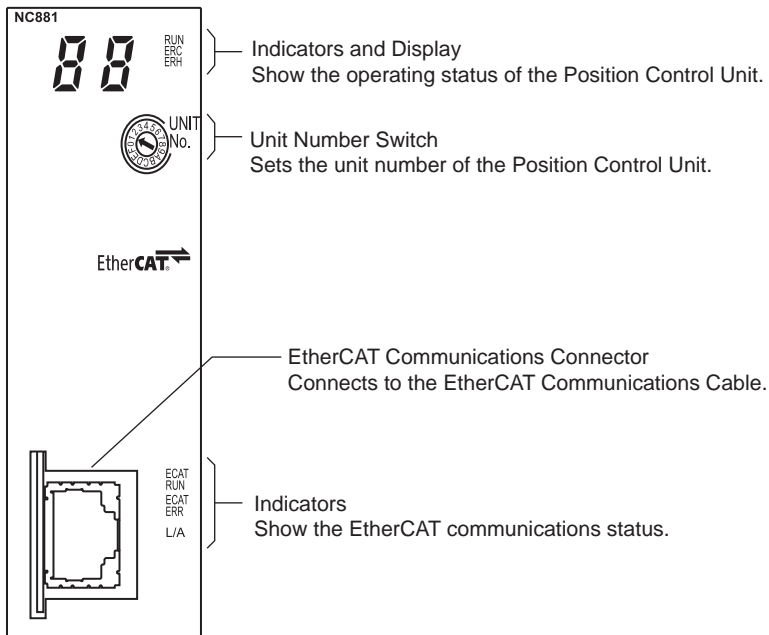 NC881
88
RUN
ERC
ERH
Indicators and Display
Show the operating status of the Position Control Unit.
UNIT
No.
0123456789ABCDEF
Unit Number Switch
Sets the unit number of the Position Control Unit.
EtherCAT®
EtherCAT Communications Connector
Connects to the EtherCAT Communications Cable.
ECAT
RUN
ECAT
ERR
L/A
Indicators
Show the EtherCAT communications status.